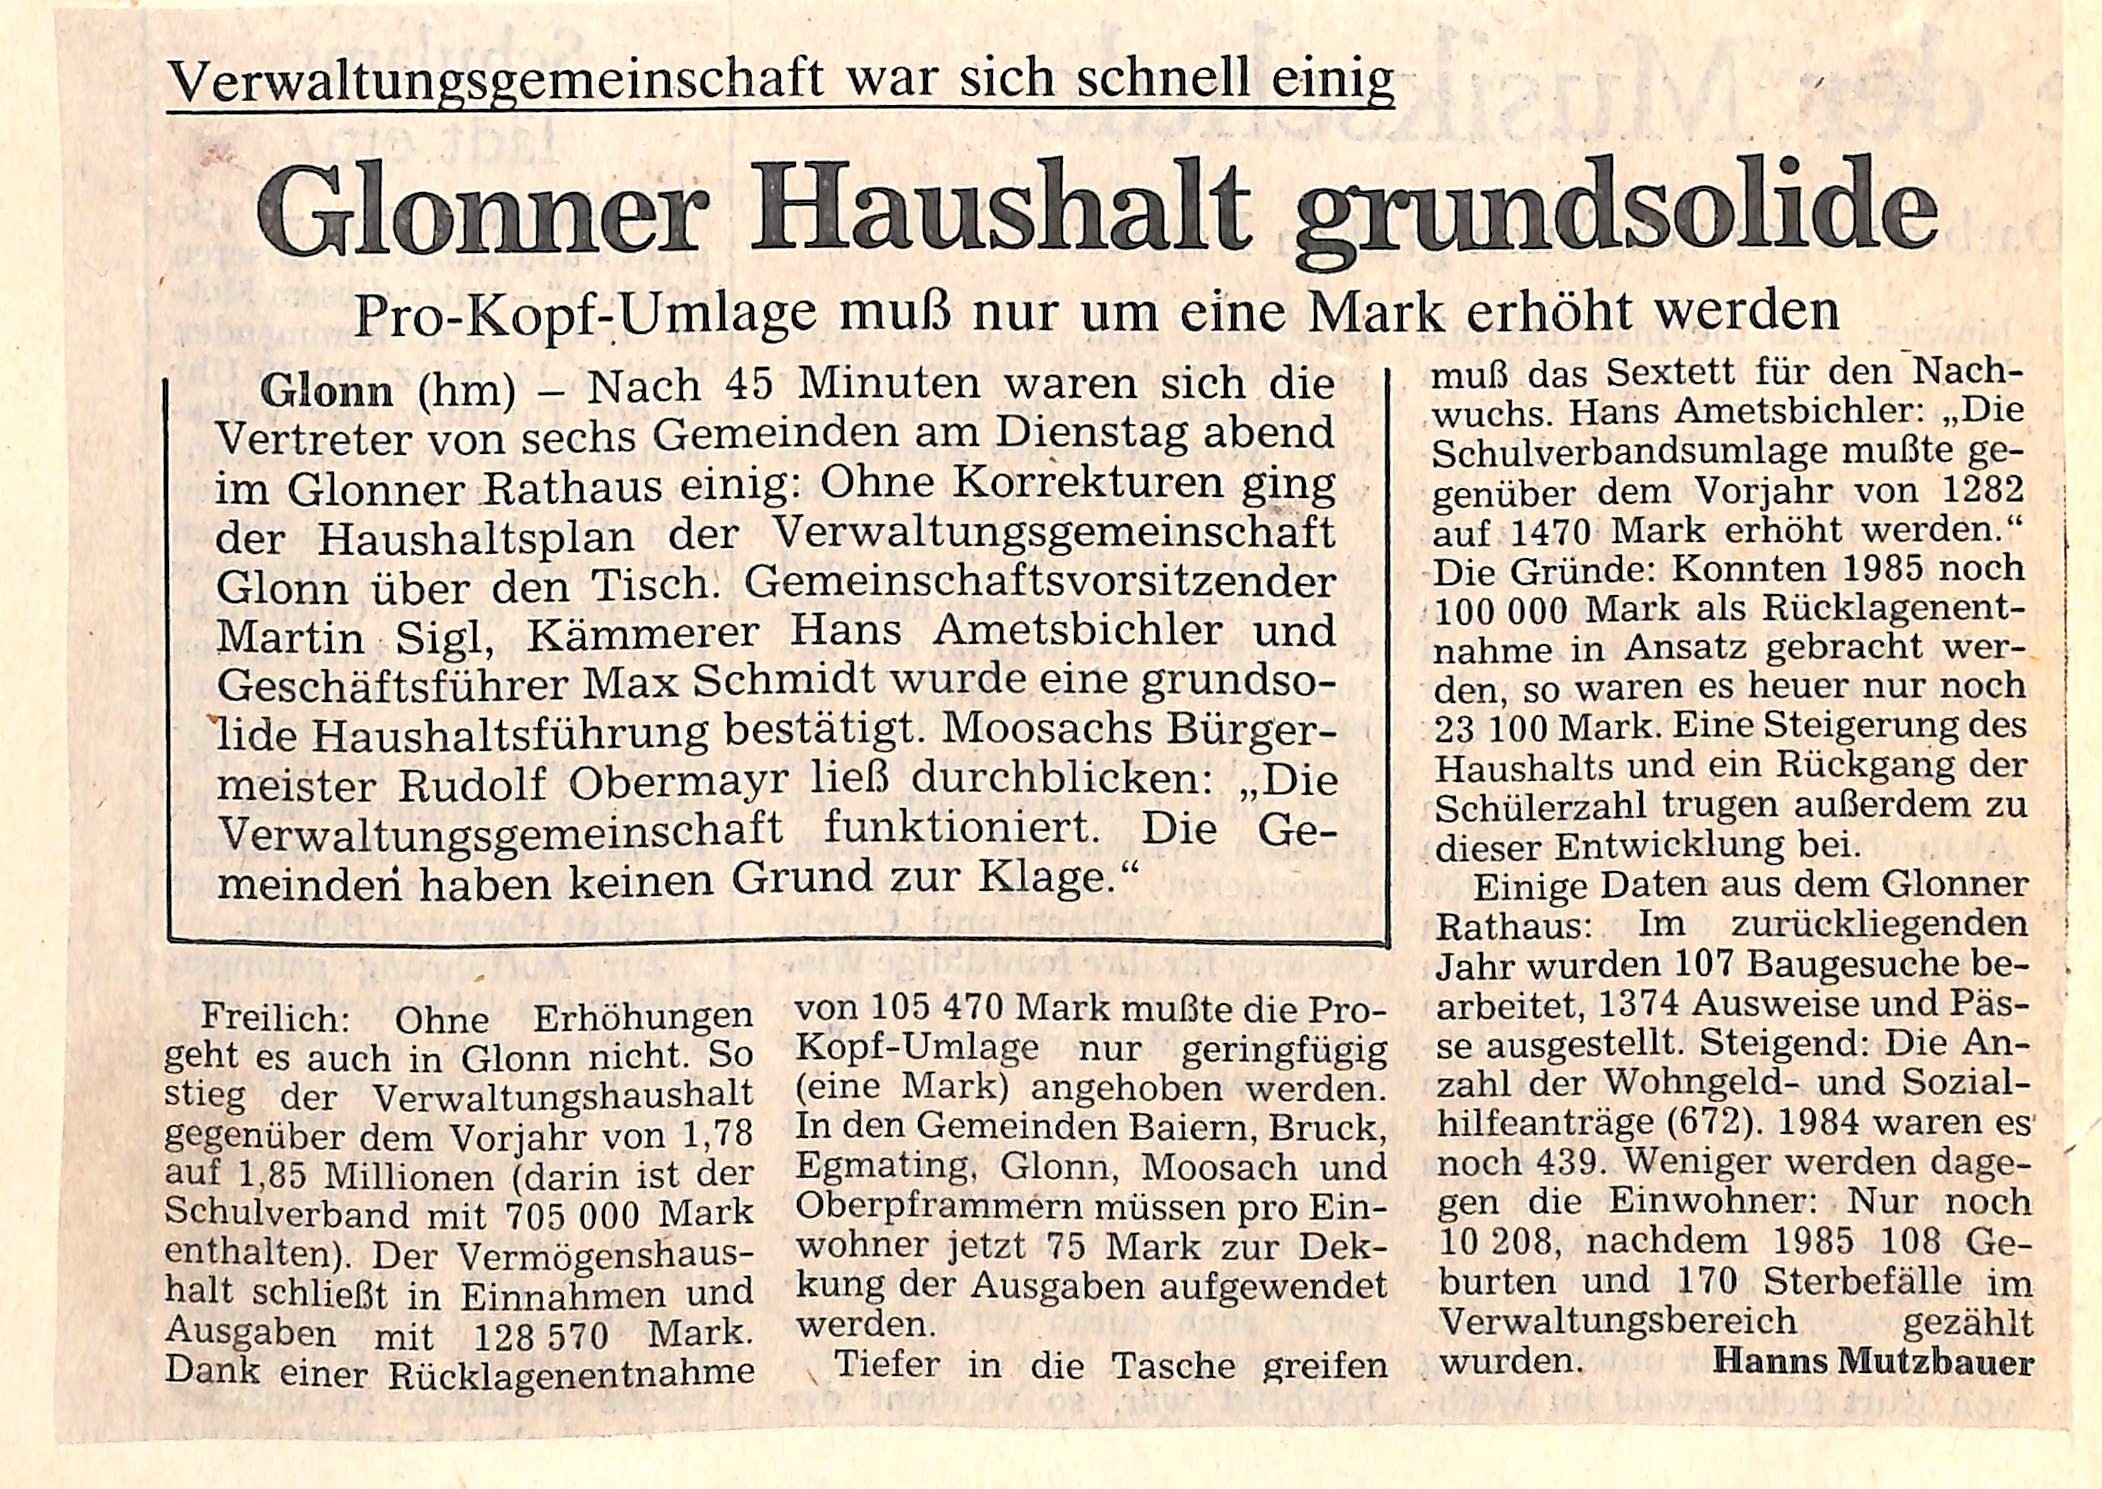 Verwaltungsgemeinschaft war sich schnell einig
Glonner Haushalt grundsolide
Pro-Kopf-Umlage muß nur um eine Mark erhöht werden
Glonn (hm) – Nach 45 Minuten waren sich die
Vertreter von sechs Gemeinden am Dienstag abend
im Glonner Rathaus einig: Ohne Korrekturen ging
der Haushaltsplan der Verwaltungsgemeinschaft
Glonn über den Tisch. Gemeinschaftsvorsitzender
Martin Sigl, Kämmerer Hans Ametsbichler und
Geschäftsführer Max Schmidt wurde eine grundso-
lide Haushaltsführung bestätigt. Moosachs Bürger-
meister Rudolf Obermayr ließ durchblicken: „Die
Verwaltungsgemeinschaft funktioniert. Die Ge-
meinden haben keinen Grund zur Klage.“
Freilich: Ohne Erhöhungen
geht es auch in Glonn nicht. So
stieg der Verwaltungshaushalt
gegenüber dem Vorjahr von 1,78
auf 1,85 Millionen (darin ist der
Schulverband mit 705 000 Mark
enthalten). Der Vermögenshaus-
halt schließt in Einnahmen und
Ausgaben mit 128 570 Mark.
Dank einer Rücklagenentnahme
von 105 470 Mark mußte die Pro-
Kopf-Umlage nur geringfügig
(eine Mark) angehoben werden.
In den Gemeinden Baiern, Bruck,
Egmating, Glonn, Moosach und
Oberpframmern müssen pro Ein-
wohner jetzt 75 Mark zur Dek-
kung der Ausgaben aufgewendet
werden.
Tiefer in die Tasche greifen
muß das Sextett für den Nach-
wuchs. Hans Ametsbichler: „Die
Schulverbandsumlage mußte ge-
genüber dem Vorjahr von 1282
auf 1470 Mark erhöht werden.“
Die Gründe: Konnten 1985 noch
100 000 Mark als Rücklagenent-
nahme in Ansatz gebracht wer-
den, so waren es heuer nur noch
23 100 Mark. Eine Steigerung des
Haushalts und ein Rückgang der
Schülerzahl trugen außerdem zu
dieser Entwicklung bei.
Einige Daten aus dem Glonner
Rathaus: Im zurückliegenden
Jahr wurden 107 Baugesuche be-
arbeitet, 1374 Ausweise und Päs-
se ausgestellt. Steigend: Die An-
zahl der Wohngeld- und Sozial-
hilfeanträge (672). 1984 waren es
noch 439. Weniger werden dage-
gen die Einwohner: Nur noch
10 208, nachdem 1985 108 Ge-
burten und 170 Sterbefälle im
Verwaltungsbereich gezählt
wurden. Hanns Mutzbauer